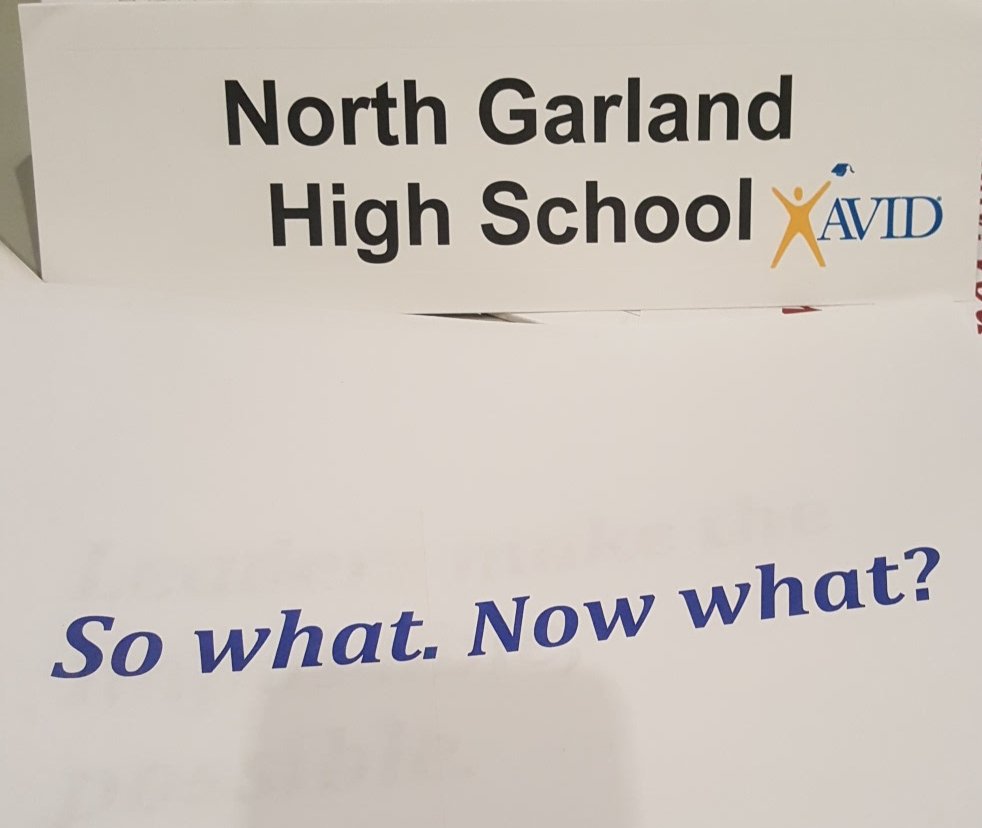 North Garland
High School AVID
So what. Now what?